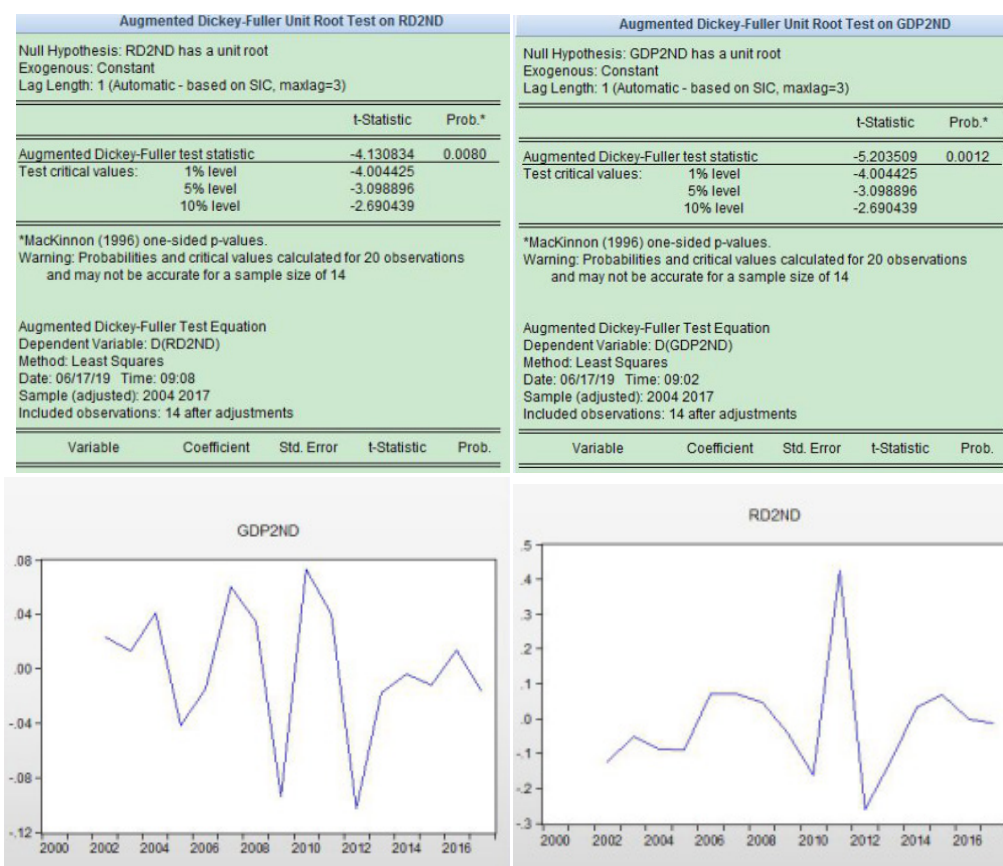 Augmented Dickey-Fuller Unit Root Test on RD2ND
Null Hypothesis: RD2ND has a unit root
Exogenous: Constant
Lag Length: 1 (Automatic - based on SIC, maxlag=3)
t-Statistic Prob.*
Augmented Dickey-Fuller test statistic -4.130834 0.0080
Test critical values: 1% level -4.004425
5% level -3.098896
10% level -2.690439
*MacKinnon (1996) one-sided p-values.
Warning: Probabilities and critical values calculated for 20 observations
and may not be accurate for a sample size of 14
Augmented Dickey-Fuller Test Equation
Dependent Variable: D(RD2ND)
Method: Least Squares
Date: 06/17/19 Time: 09:08
Sample (adjusted): 2004 2017
Included observations: 14 after adjustments
Variable Coefficient Std. Error t-Statistic Prob.
Augmented Dickey-Fuller Unit Root Test on GDP2ND
Null Hypothesis: GDP2ND has a unit root
Exogenous: Constant
Lag Length: 1 (Automatic - based on SIC, maxlag=3)
t-Statistic Prob.*
Augmented Dickey-Fuller test statistic -5.203509 0.0012
Test critical values: 1% level -4.004425
5% level -3.098896
10% level -2.690439
*MacKinnon (1996) one-sided p-values.
Warning: Probabilities and critical values calculated for 20 observations
and may not be accurate for a sample size of 14
Augmented Dickey-Fuller Test Equation
Dependent Variable: D(GDP2ND)
Method: Least Squares
Date: 06/17/19 Time: 09:02
Sample (adjusted): 2004 2017
Included observations: 14 after adjustments
Variable Coefficient Std. Error t-Statistic Prob.
GDP2ND
.08
.04
.00
-.04
-.08
-.12
2000 2002 2004 2006 2008 2010 2012 2014 2016
RD2ND
.5
.4
.3
.2
.1
.0
-.1
-.2
-.3
2000 2002 2004 2006 2008 2010 2012 2014 2016